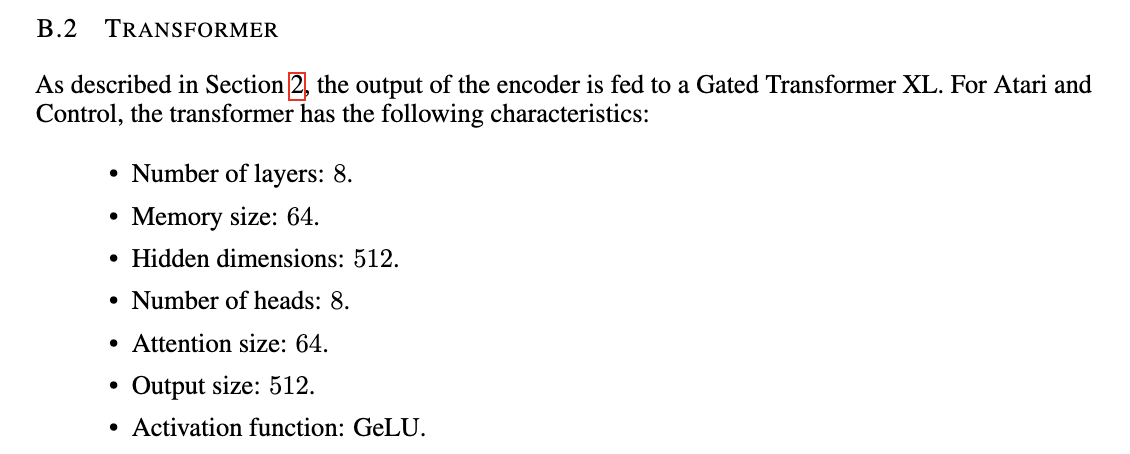 B.2 TRANSFORMER
As described in Section 2, the output of the encoder is fed to a Gated Transformer XL. For Atari and
Control, the transformer has the following characteristics:
• Number of layers: 8.
• Memory size: 64.
• Hidden dimensions: 512.
• Number of heads: 8.
• Attention size: 64.
• Output size: 512.
• Activation function: GeLU.